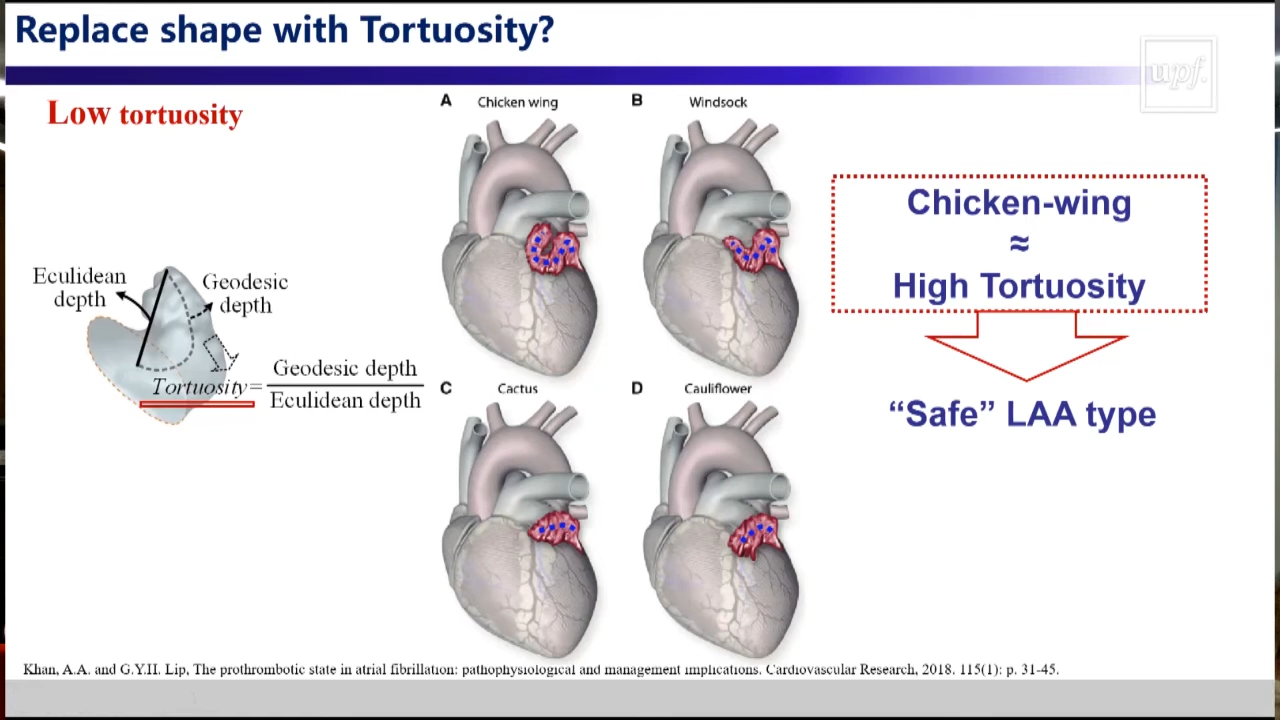 Replace shape with Tortuosity?
upf.
Low tortuosity
Eculidean
depth
Geodesic
depth
Tortuosity=
Geodesic depth
Eculidean depth
A Chicken wing
B Windsock
C Cactus
D Cauliflower
Chicken-wing
≈
High Tortuosity
“Safe” LAA type
Khan, A.A. and G.Y.H. Lip, The prothrombotic state in atrial fibrillation: pathophysiological and management implications. Cardiovascular Research, 2018. 115(1): p. 31-45.